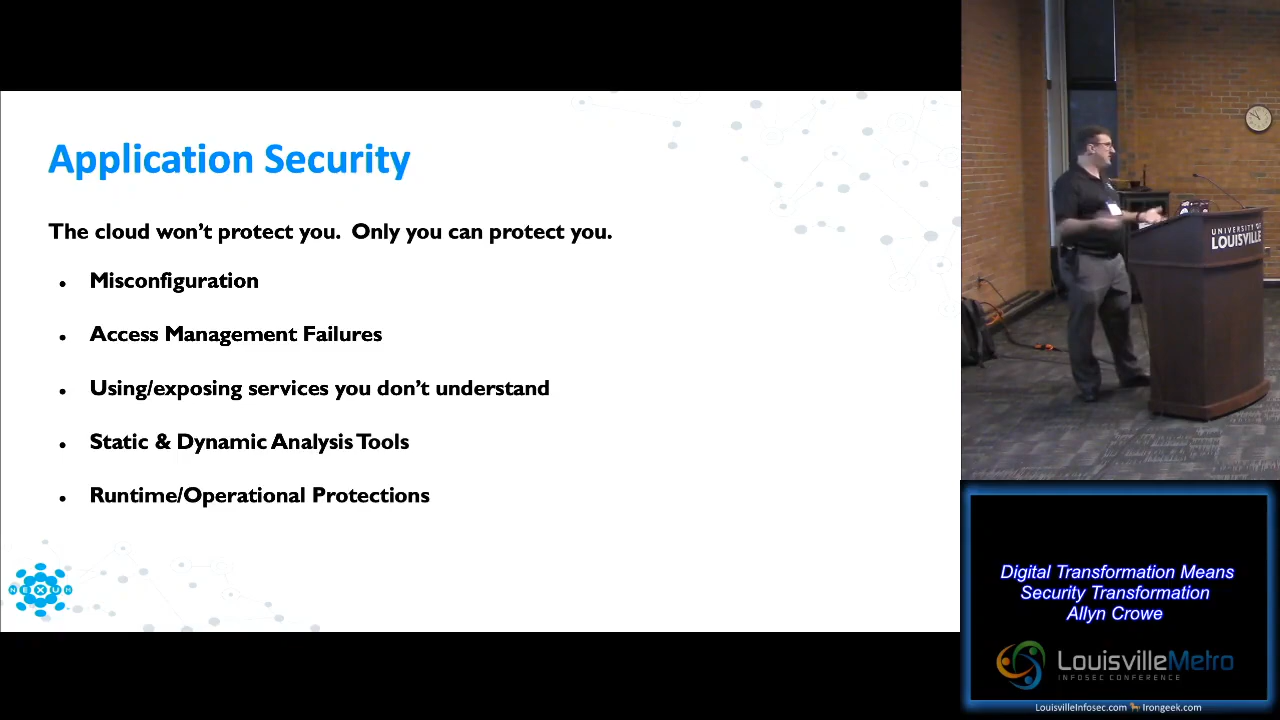 Application Security
The cloud won't protect you. Only you can protect you.
• Misconfiguration
• Access Management Failures
• Using/exposing services you don't understand
• Static & Dynamic Analysis Tools
• Runtime/Operational Protections
NEXUM
UNIVERSITY OF
LOUISVILLE
Digital Transformation Means
Security Transformation
Allyn Crowe
LouisvilleMetro
INFOSEC CONFERENCE
LouisvilleInfosec.com Irongeek.com